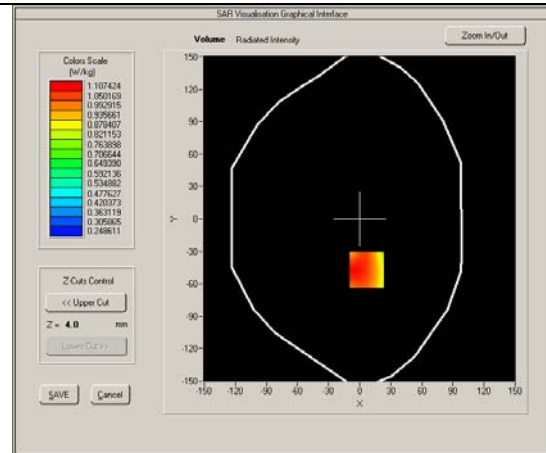 SAR Visualisation Graphical Interface
Volume Radiated Intensity
Zoom In/Out
Colors Scale
(W/kg)
1.107424
1.050169
0.992915
0.935661
0.878407
0.821153
0.763898
0.706644
0.649390
0.592136
0.534882
0.477627
0.420373
0.363119
0.305865
0.248611
Z Cuts Control
<< Upper Cut
Z = 4.0 mm
Lower Cut >>
SAVE Cancel
150-
120-
90-
60-
30-
0-
-30-
-60-
-90-
-120-
-150-
Y
-150 -120 -90 -60 -30 0 30 60 90 120 150
X